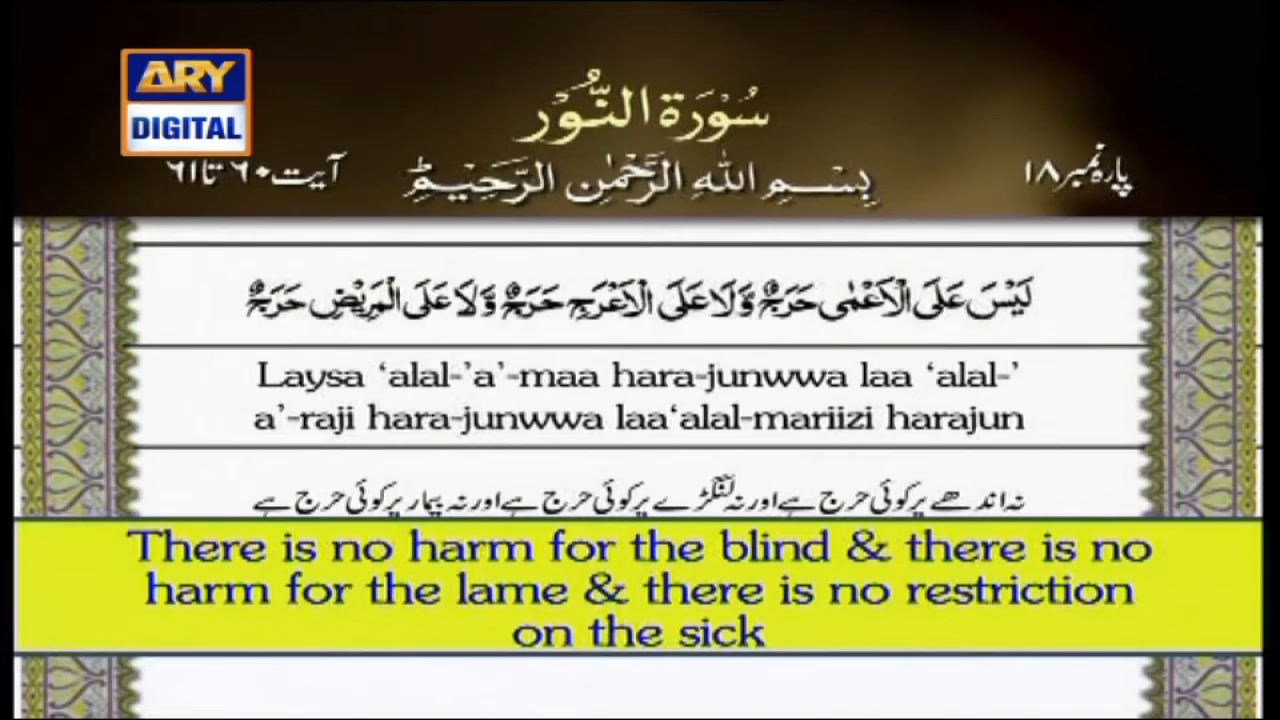 ARY
DIGITAL
سُوْرَةُ النُّوْر
پارہ نمبر ۱۸
بِسْمِ اللهِ الرَّحْمٰنِ الرَّحِيْمِ
آیت ۶۰ تا ۶۱
لَيْسَ عَلَى الْاَعْمٰى حَرَجٌ وَّلَا عَلَى الْاَعْرَجِ حَرَجٌ وَّلَا عَلَى الْمَرِيْضِ حَرَجٌ
Laysa ‘alal-’a’-maa hara-junwwa laa ‘alal-’
a’-raji hara-junwwa laa‘alal-mariizi harajun
نہ اندھے پر کوئی حرج ہے اور نہ لنگڑے پر کوئی حرج ہے اور نہ بیمار پر کوئی حرج ہے
There is no harm for the blind & there is no
harm for the lame & there is no restriction
on the sick